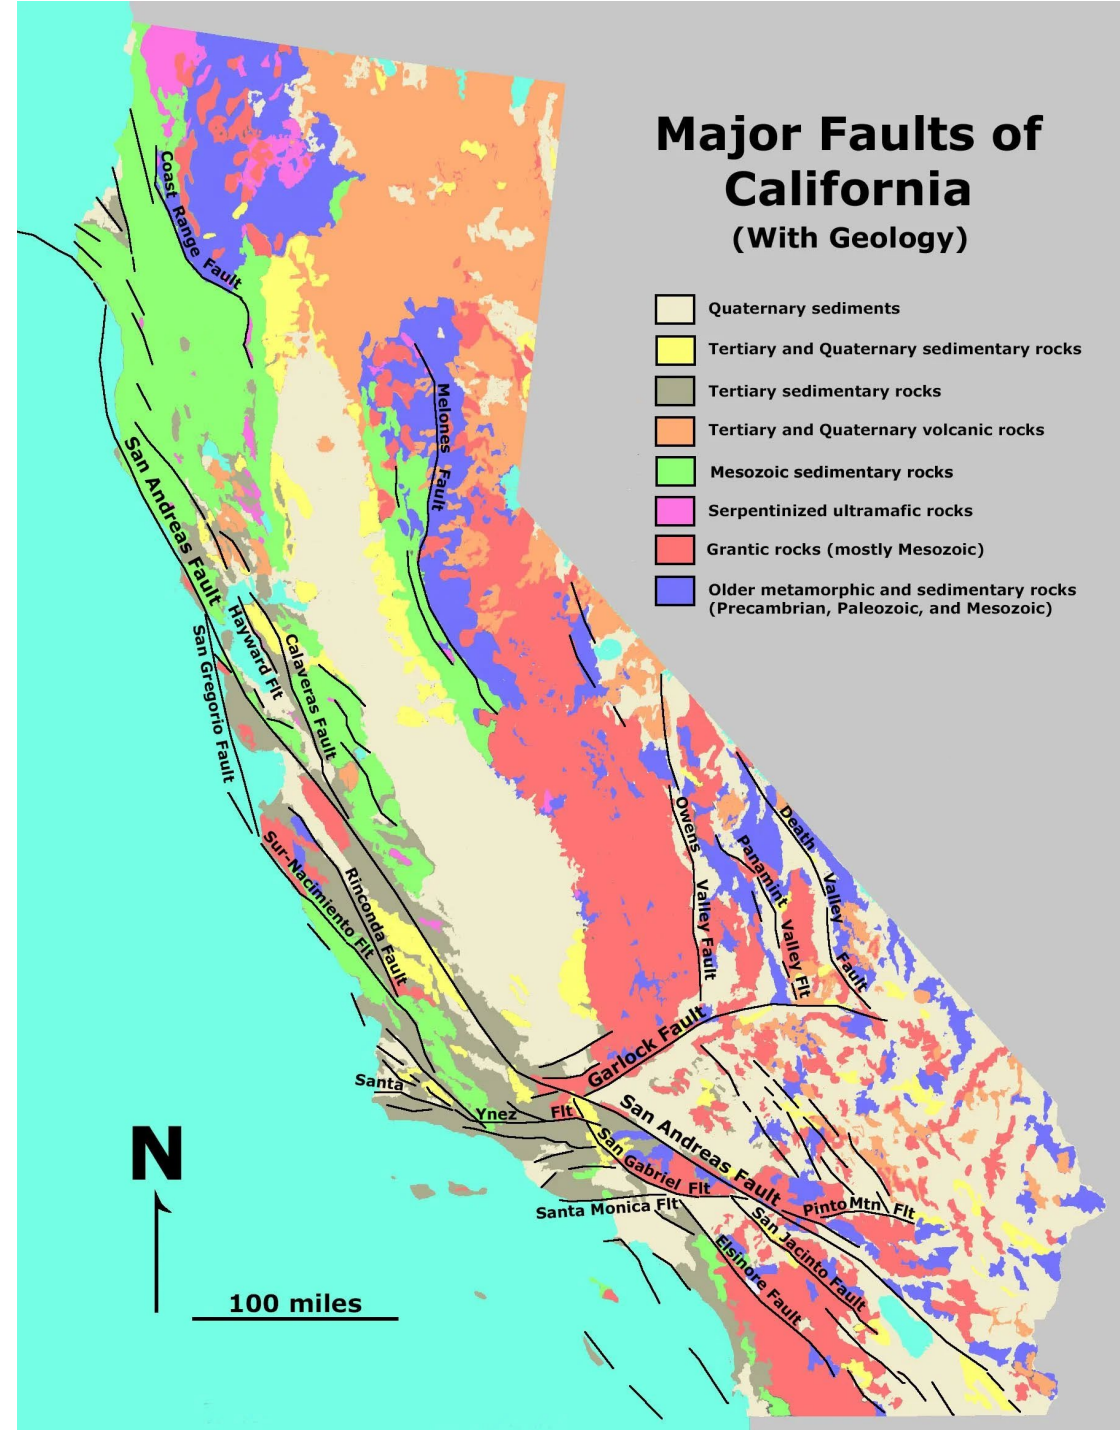 Major Faults of
California
(With Geology)
Quaternary sediments
Tertiary and Quaternary sedimentary rocks
Tertiary sedimentary rocks
Tertiary and Quaternary volcanic rocks
Mesozoic sedimentary rocks
Serpentinized ultramafic rocks
Grantic rocks (mostly Mesozoic)
Older metamorphic and sedimentary rocks
(Precambrian, Paleozoic, and Mesozoic)
Coast Range Fault
Melones Fault
San Andreas Fault
Hayward Flt
San Gregorio Fault
Calaveras Fault
Sur-Nacimiento Flt
Rinconda Fault
Owens Valley Fault
Panamint Valley Flt
Death Valley Fault
Garlock Fault
Santa Ynez Flt
San Andreas Fault
San Gabriel Flt
Santa Monica Flt
Pinto Mtn Flt
San Jacinto Fault
Elsinore Fault
N
100 miles